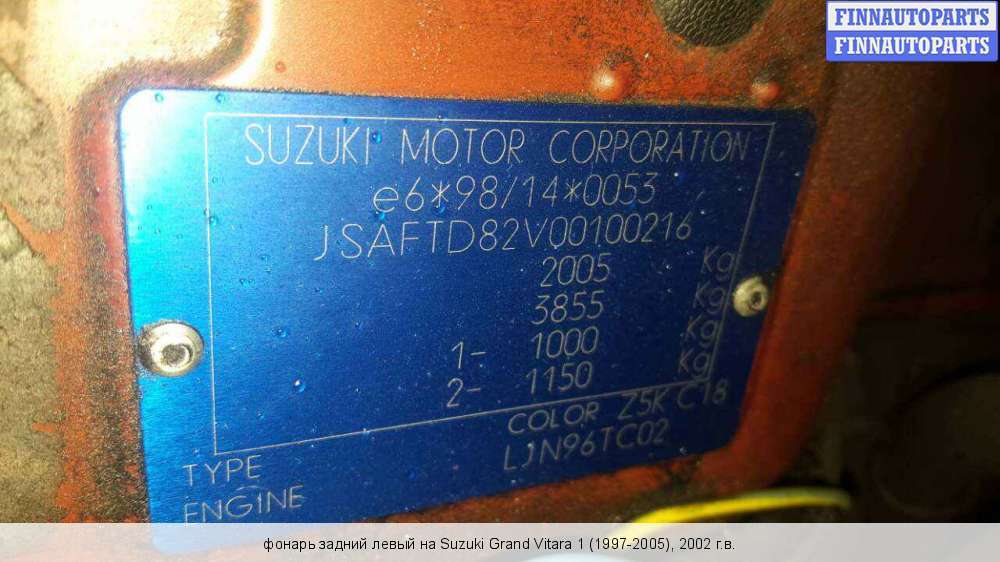 FINNAUTOPARTS
FINNAUTOPARTS
SUZUKI MOTOR CORPORATION
e6*98/14*0053
JSAFTD82V00100216
2005 Kg
3855 Kg
1- 1000 Kg
2- 1150 Kg
COLOR Z5K C18
TYPE LJN96TC02
ENGINE
фонарь задний левый на Suzuki Grand Vitara 1 (1997-2005), 2002 г.в.